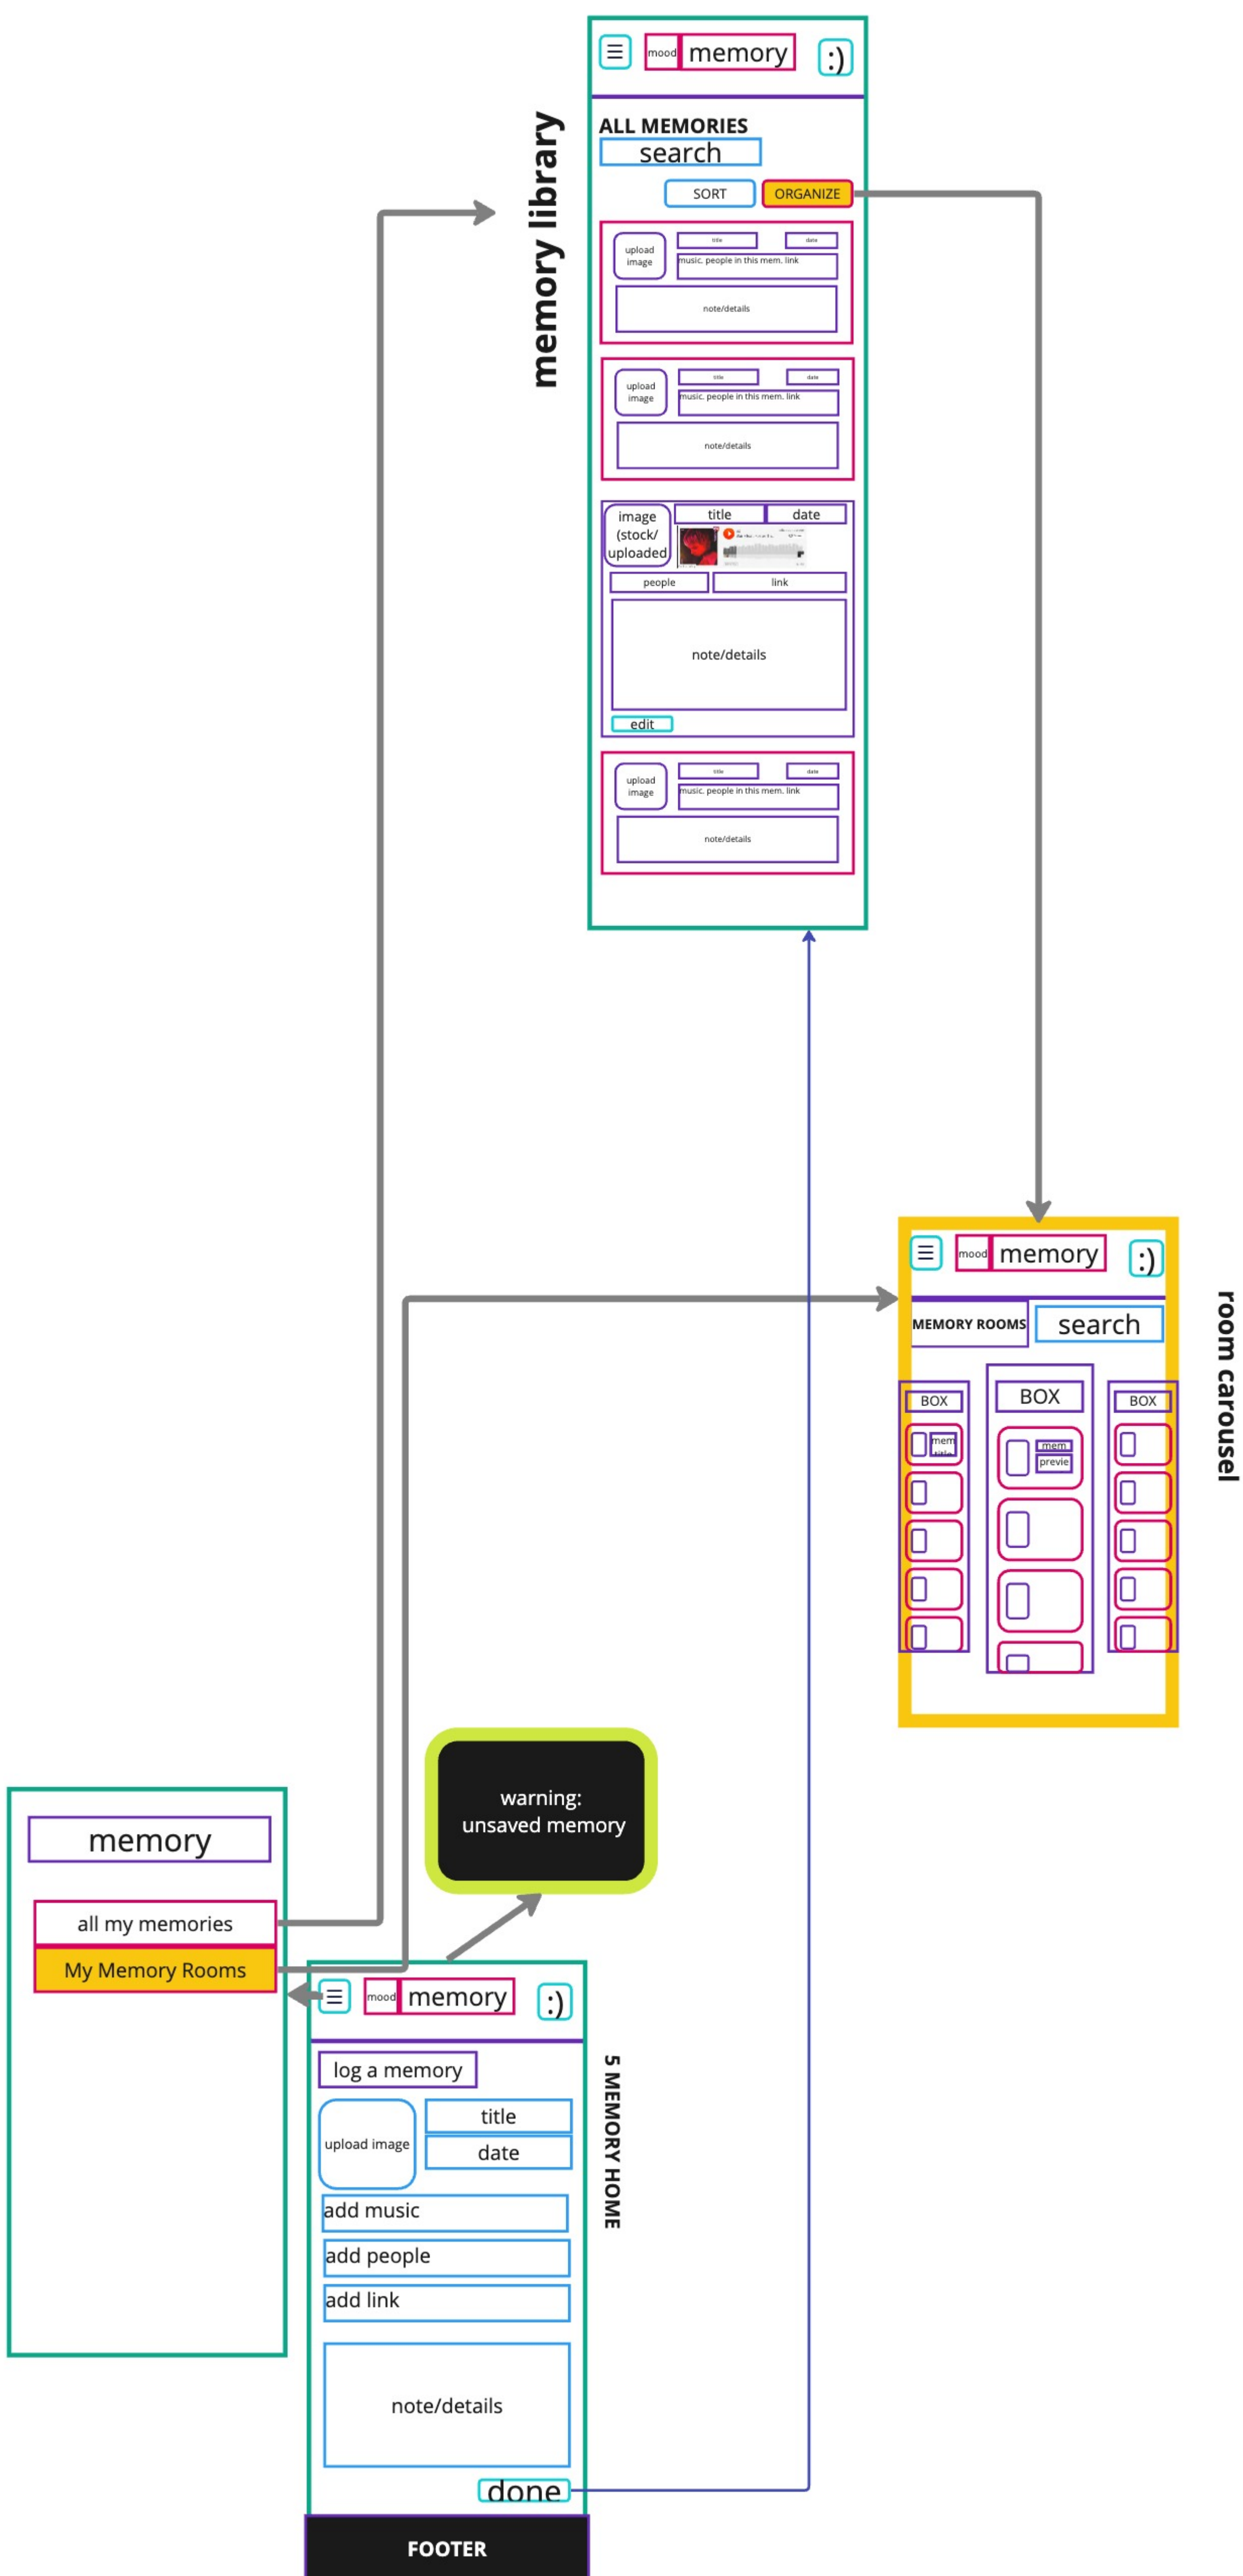 memory library
☰
mood
memory
:)
ALL MEMORIES
search
SORT
ORGANIZE
upload
image
title
date
music. people in this mem. link
note/details
upload
image
title
date
music. people in this mem. link
note/details
image
(stock/
uploaded
title
date
people
link
note/details
edit
upload
image
title
date
music. people in this mem. link
note/details
room carousel
☰
mood
memory
:)
MEMORY ROOMS
search
BOX
mem
title
BOX
mem
previe
BOX
warning:
unsaved memory
memory
all my memories
My Memory Rooms
5 MEMORY HOME
☰
mood
memory
:)
log a memory
upload image
title
date
add music
add people
add link
note/details
done
FOOTER